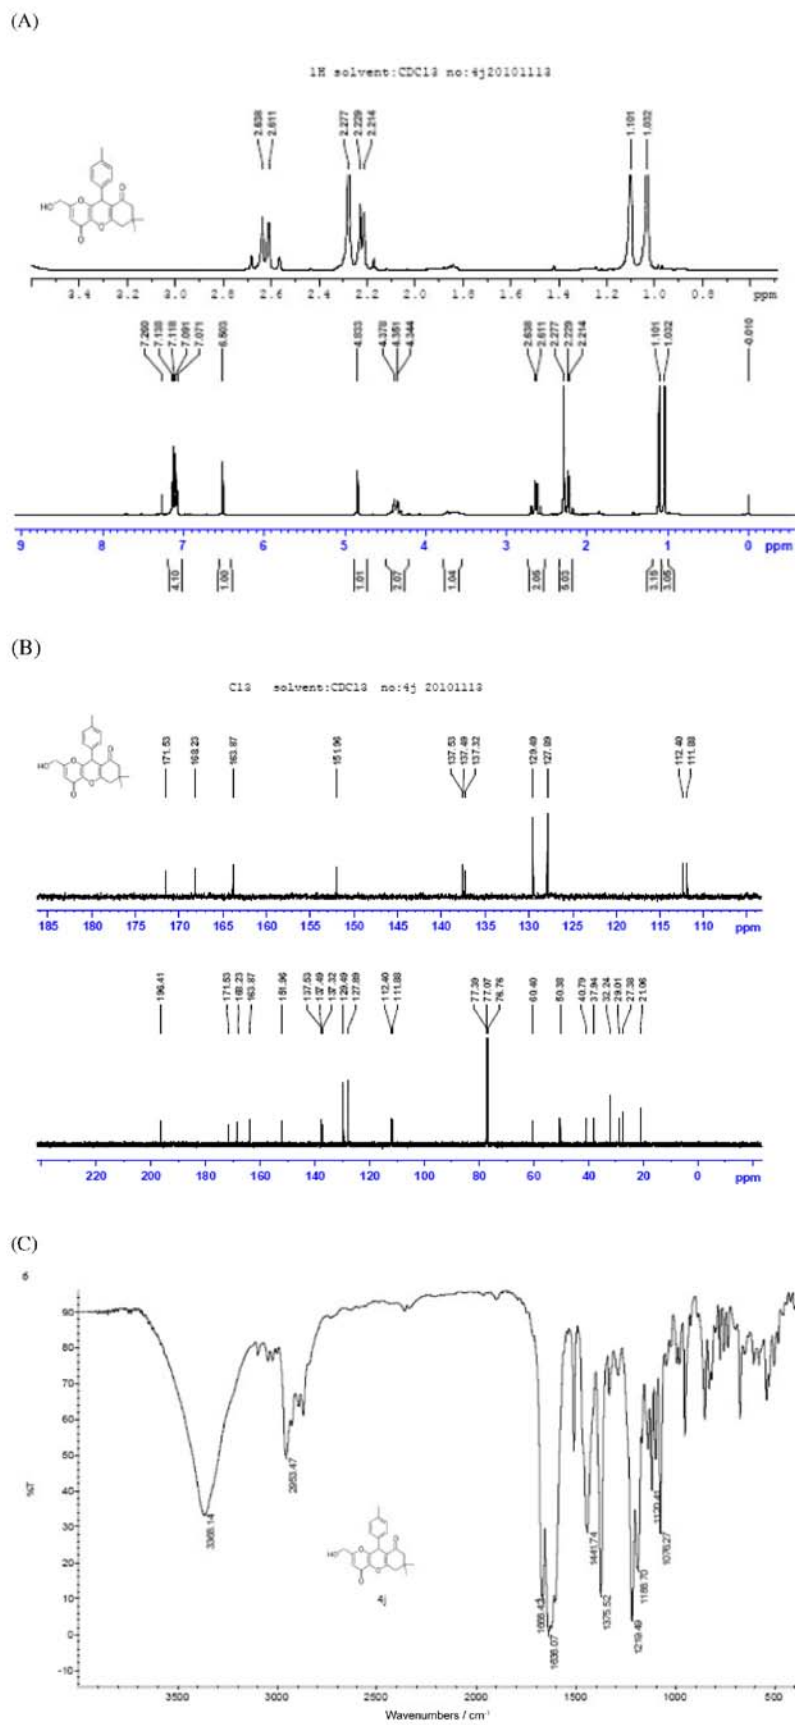 (A)
1H solvent:CDCl3 no:4j20101113
2.638 2.611 2.277 2.229 2.214 1.101 1.032
HO O O O O
3.4 3.2 3.0 2.8 2.6 2.4 2.2 2.0 1.8 1.6 1.4 1.2 1.0 0.8 ppm
7.260 7.138 7.118 7.091 7.071 6.503 4.833 4.378 4.351 4.344 2.638 2.611 2.277 2.229 2.214 1.101 1.032 -0.010
9 8 7 6 5 4 3 2 1 0 ppm
4.10 1.00 1.01 2.07 1.04 2.05 5.03 3.15 3.05
(B)
C13 solvent:CDCl3 no:4j 20101113
171.53 168.23 163.87 151.96 137.53 137.49 137.32 129.49 127.89 112.40 111.88
HO O O O O
185 180 175 170 165 160 155 150 145 140 135 130 125 120 115 110 ppm
196.41 171.53 168.23 163.87 151.96 137.53 137.49 137.32 129.49 127.89 112.40 111.88 77.39 77.07 76.76 60.40 50.38 40.79 37.94 32.24 29.01 27.38 21.06
220 200 180 160 140 120 100 80 60 40 20 0 ppm
(C)
6
90
80
70
60
50
40
30
20
10
0
-10
%T
3368.14
2953.47
1636.07
1441.74
1375.52
1219.49
1188.70
1120.41
1076.27
HO O O O O
4j
3500 3000 2500 2000 1500 1000 500
Wavenumbers / cm-1